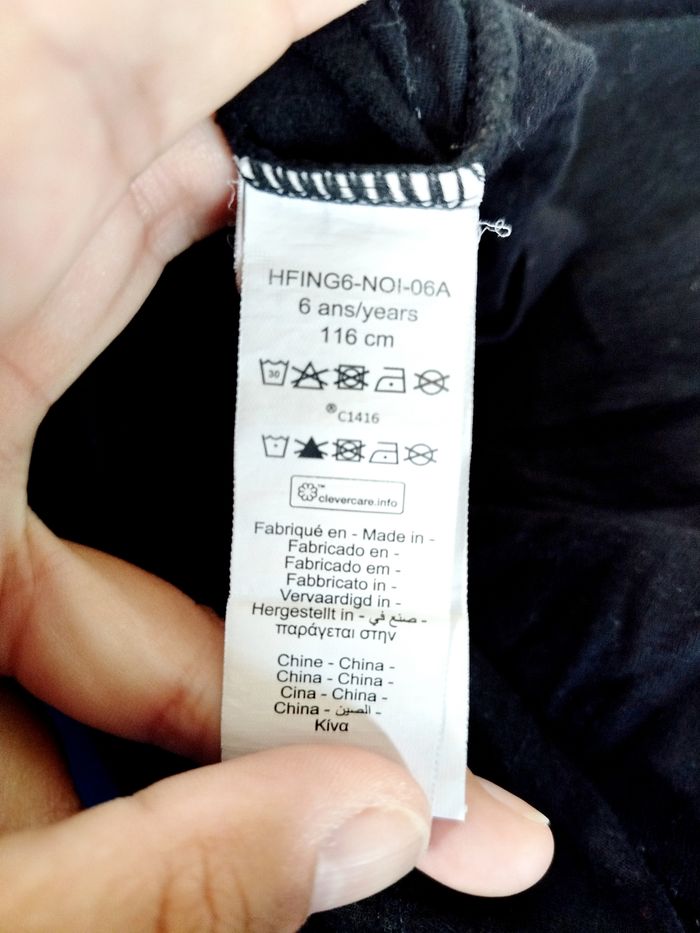 HFING6-NOI-06A
6 ans/years
116 cm
30
®C1416
™clevercare.info
Fabriqué en - Made in -
Fabricado en -
Fabricado em -
Fabbricato in -
Vervaardigd in -
Hergestellt in - صنع في -
παράγεται στην
Chine - China -
China - China -
Cina - China -
China - الصين -
Κίνα